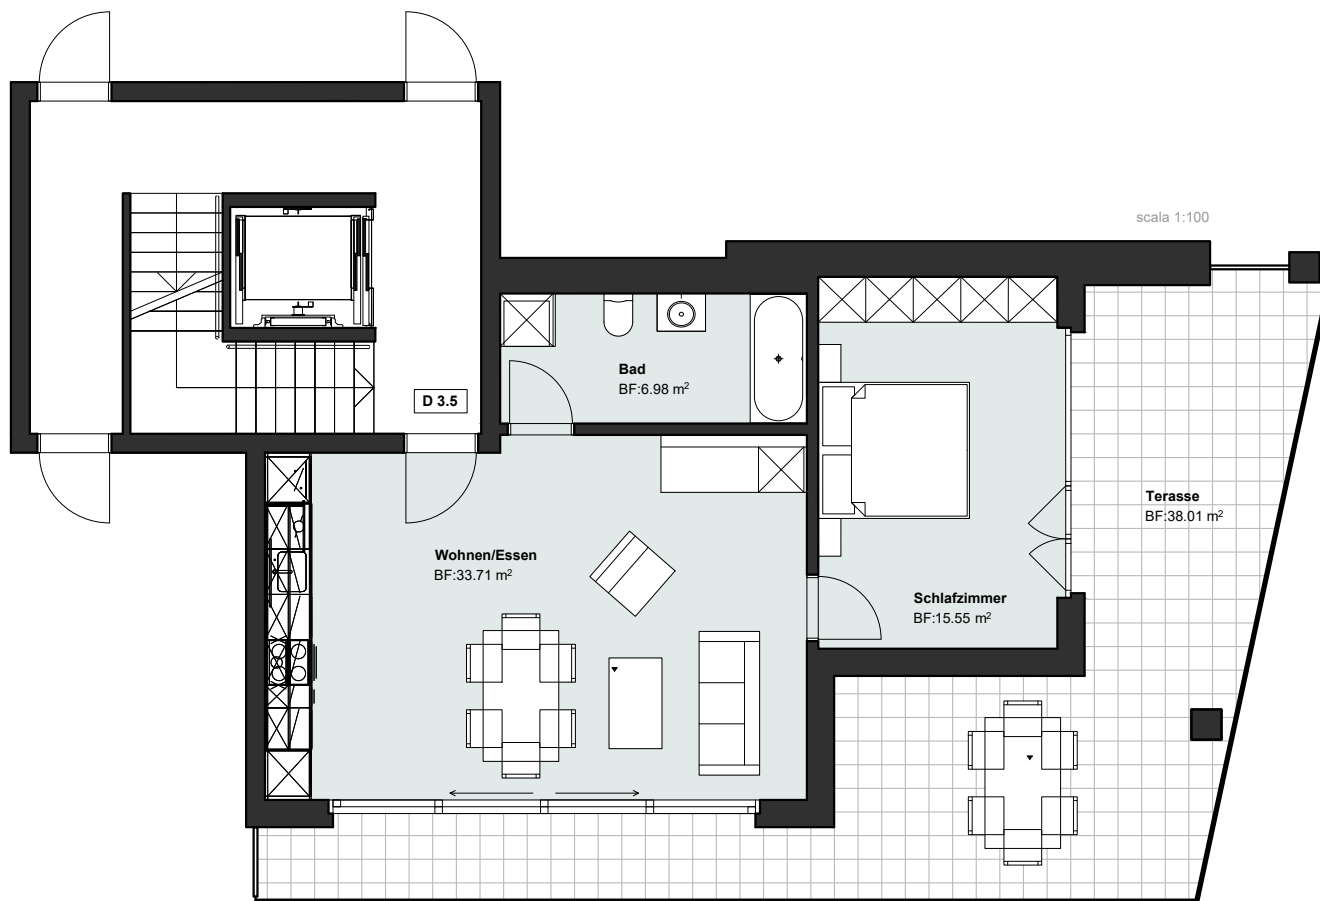 scala 1:100
Bad
BF:6.98 m²
D 3.5
Terasse
BF:38.01 m²
Wohnen/Essen
BF:33.71 m²
Schlafzimmer
BF:15.55 m²